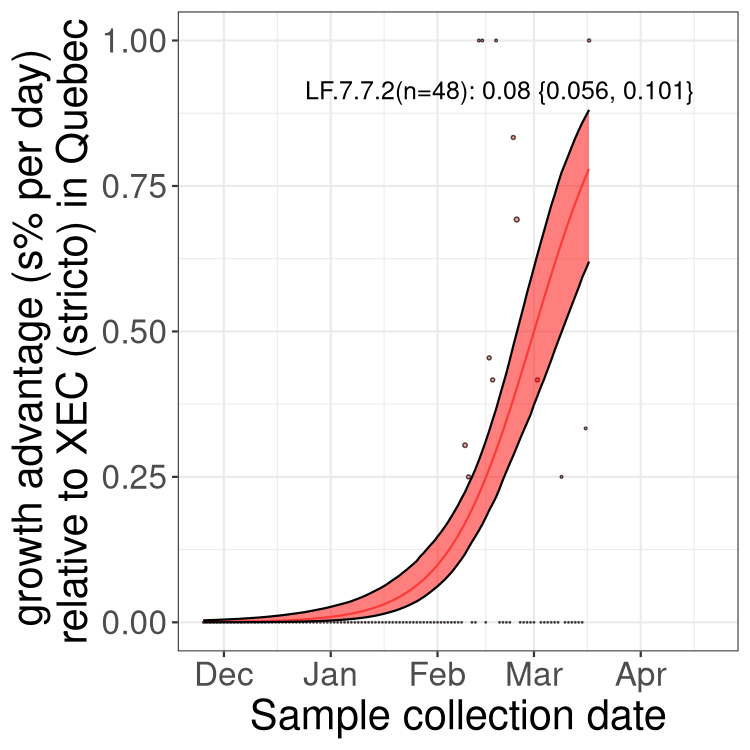 growth advantage (s% per day)
relative to XEC (stricto) in Quebec
1.00
0.75
0.50
0.25
0.00
LF.7.7.2(n=48): 0.08 {0.056, 0.101}
Dec Jan Feb Mar Apr
Sample collection date